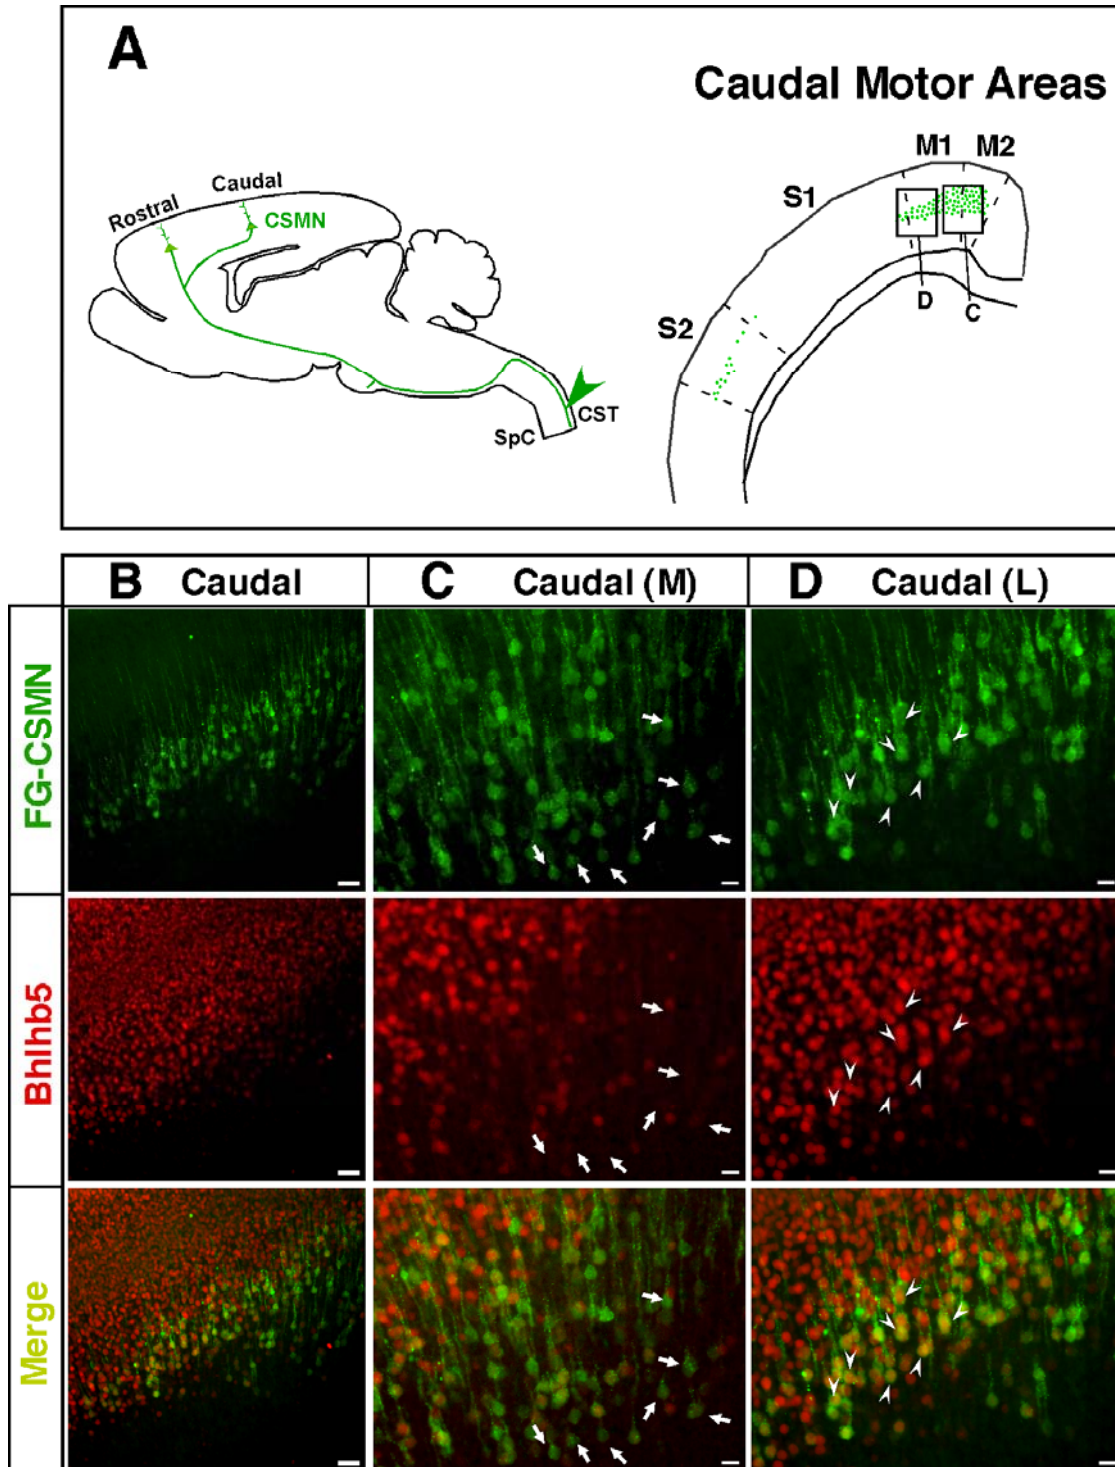 A
Caudal Motor Areas
Rostral
Caudal
CSMN
SpC
CST
S2
S1
M1
M2
D
C
B Caudal
C Caudal (M)
D Caudal (L)
FG-CSMN
Bhlhb5
Merge